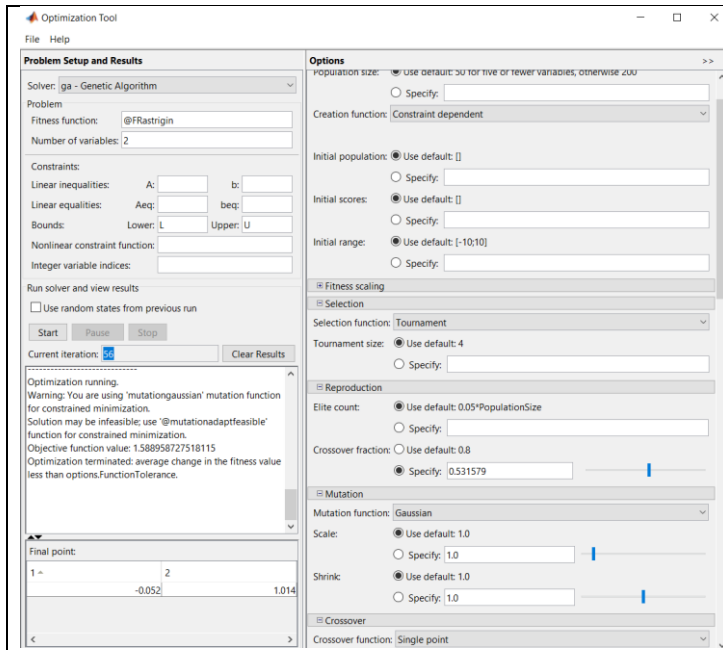 Optimization Tool
File Help
Problem Setup and Results
Solver: ga - Genetic Algorithm
Problem
Fitness function: @FRastrigin
Number of variables: 2
Constraints:
Linear inequalities: A: b:
Linear equalities: Aeq: beq:
Bounds: Lower: L Upper: U
Nonlinear constraint function:
Integer variable indices:
Run solver and view results
Use random states from previous run
Start Pause Stop
Current iteration: 56 Clear Results
Optimization running.
Warning: You are using 'mutationgaussian' mutation function
for constrained minimization.
Solution may be infeasible; use '@mutationadaptfeasible'
function for constrained minimization.
Objective function value: 1.588958727518115
Optimization terminated: average change in the fitness value
less than options.FunctionTolerance.
Final point:
1 2
-0.052 1.014
Options >>
Population size: Use default: 50 for five or fewer variables, otherwise 200
Specify:
Creation function: Constraint dependent
Initial population: Use default: []
Specify:
Initial scores: Use default: []
Specify:
Initial range: Use default: [-10;10]
Specify:
Fitness scaling
Selection
Selection function: Tournament
Tournament size: Use default: 4
Specify:
Reproduction
Elite count: Use default: 0.05*PopulationSize
Specify:
Crossover fraction: Use default: 0.8
Specify: 0.531579
Mutation
Mutation function: Gaussian
Scale: Use default: 1.0
Specify: 1.0
Shrink: Use default: 1.0
Specify: 1.0
Crossover
Crossover function: Single point